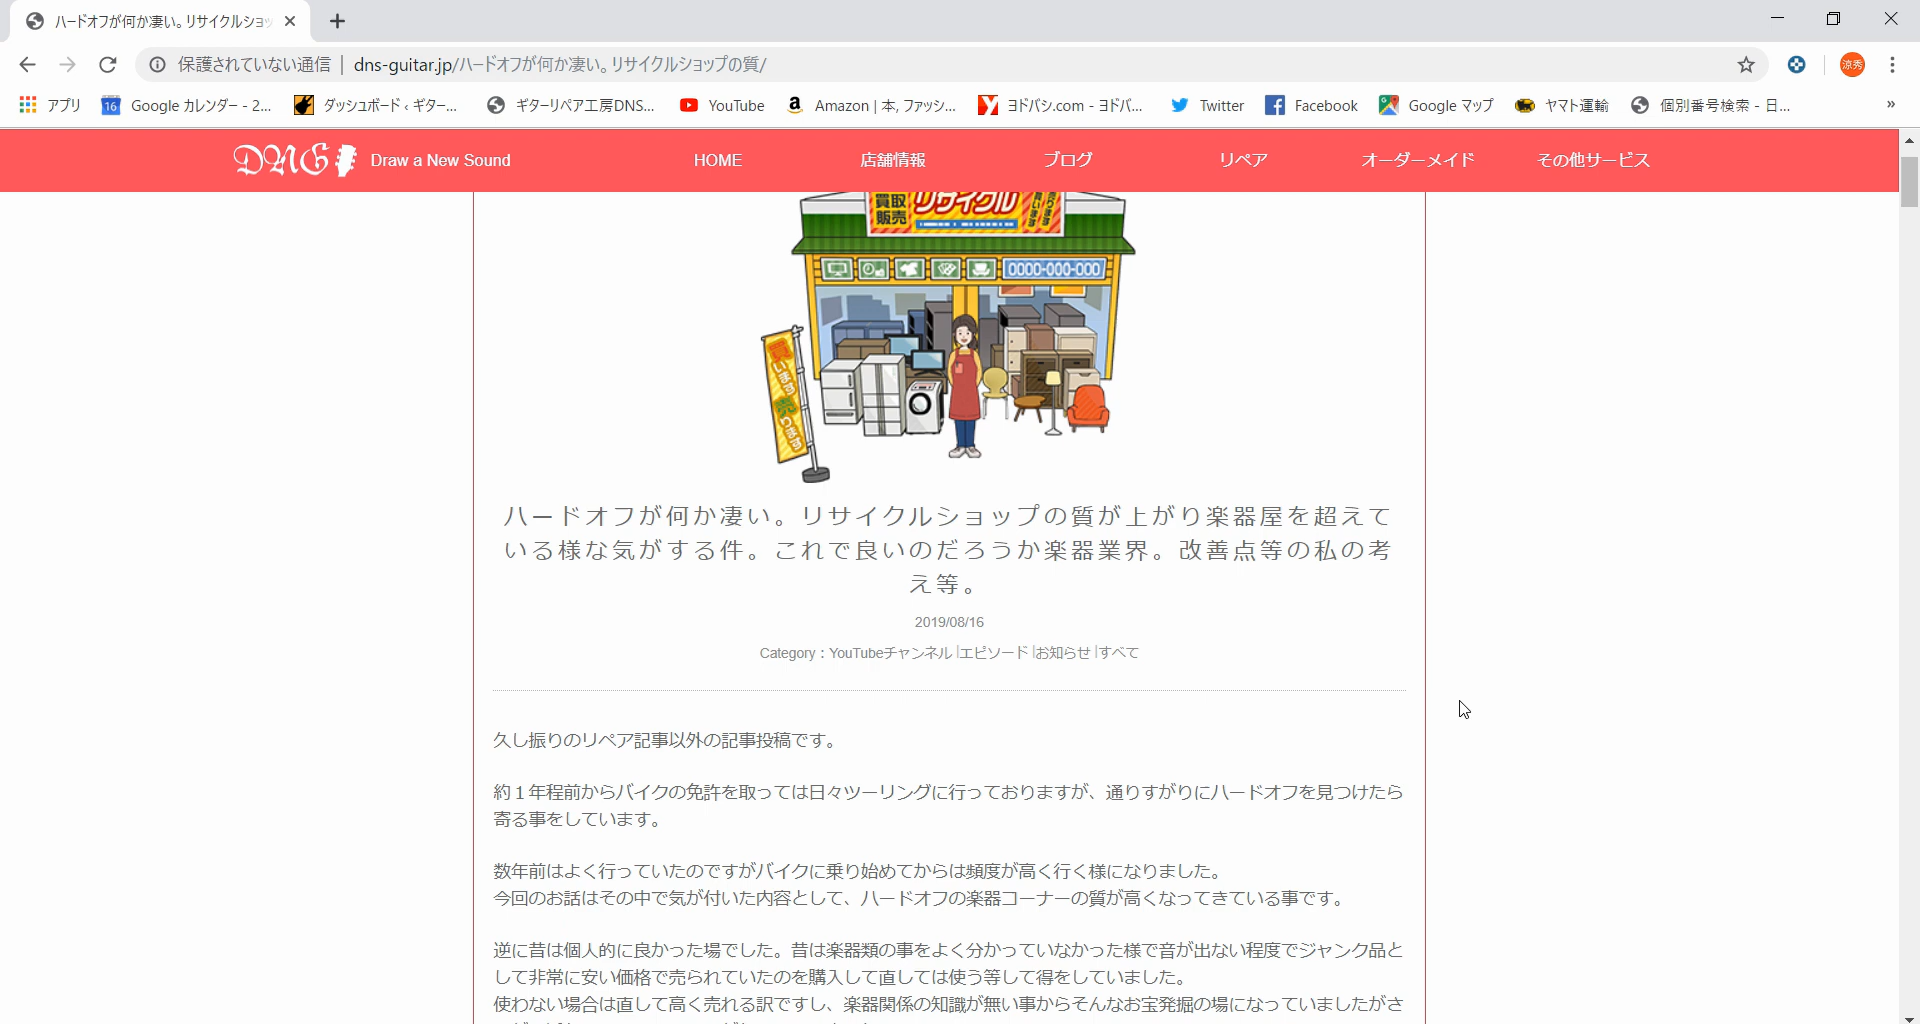 ハードオフが何か凄い。リサイクルショッ
保護されていない通信 | dns-guitar.jp/ハードオフが何か凄い。リサイクルショップの質/
涼秀
アプリ
16
Google カレンダー - 2...
ダッシュボード ‹ ギター...
ギターリペア工房DNS...
YouTube
Amazon | 本, ファッシ...
ヨドバシ.com - ヨドバ...
Twitter
Facebook
Google マップ
ヤマト運輸
個別番号検索 - 日...
»
DNG Draw a New Sound
HOME
店舗情報
ブログ
リペア
オーダーメイド
その他サービス
買取
販売
リサイクル
売ります
買います
0000-000-000
買います 売ります
ハードオフが何か凄い。リサイクルショップの質が上がり楽器屋を超えて
いる様な気がする件。これで良いのだろうか楽器業界。改善点等の私の考
え等。
2019/08/16
Category : YouTubeチャンネル |エピソード |お知らせ |すべて
久し振りのリペア記事以外の記事投稿です。
約１年程前からバイクの免許を取っては日々ツーリングに行っておりますが、通りすがりにハードオフを見つけたら
寄る事をしています。
数年前はよく行っていたのですがバイクに乗り始めてからは頻度が高く行く様になりました。
今回のお話はその中で気が付いた内容として、ハードオフの楽器コーナーの質が高くなってきている事です。
逆に昔は個人的に良かった場でした。昔は楽器類の事をよく分かっていなかった様で音が出ない程度でジャンク品と
して非常に安い価格で売られていたのを購入して直しては使う等して得をしていました。
使わない場合は直して高く売れる訳ですし、楽器関係の知識が無い事からそんなお宝発掘の場になっていましたがさ